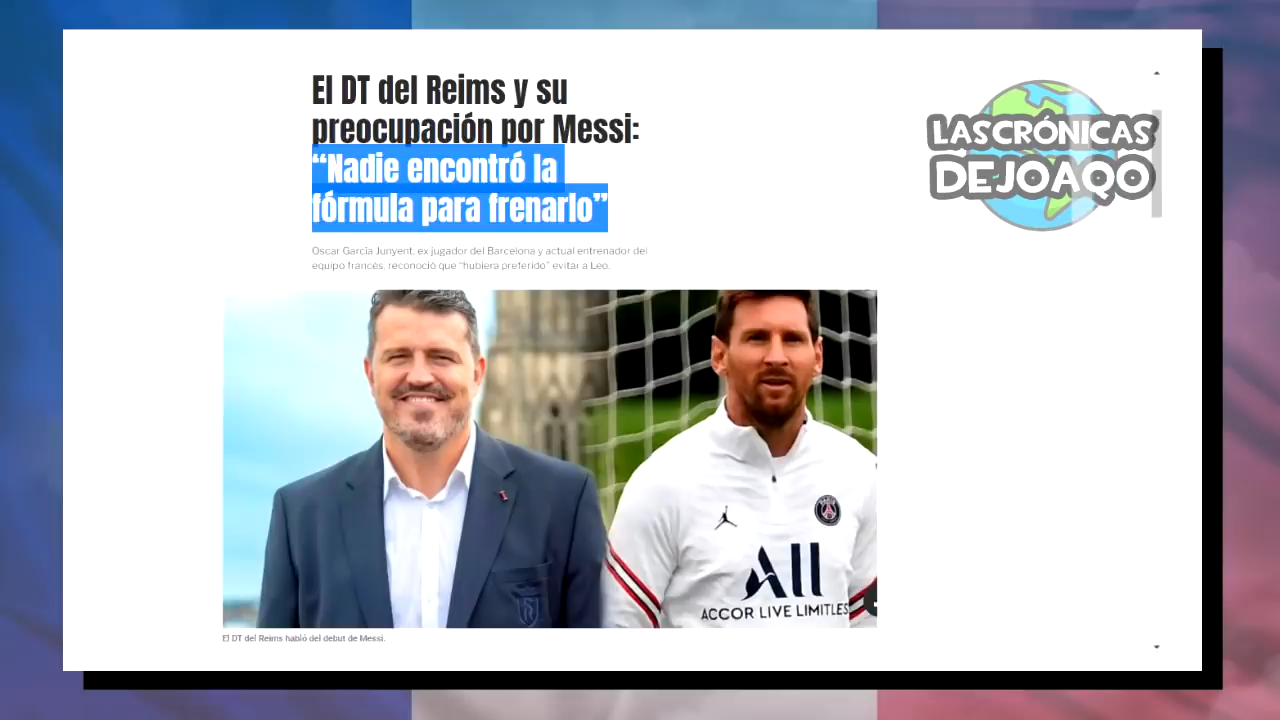 El DT del Reims y su
preocupación por Messi:
“Nadie encontró la
fórmula para frenarlo”
Oscar García Junyent, ex jugador del Barcelona y actual entrenador del
equipo francés, reconoció que “hubiera preferido” evitar a Leo.
LAS CRÓNICAS
DE JOAQO
ALL
ACCOR LIVE LIMITLES
El DT del Reims habló del debut de Messi.